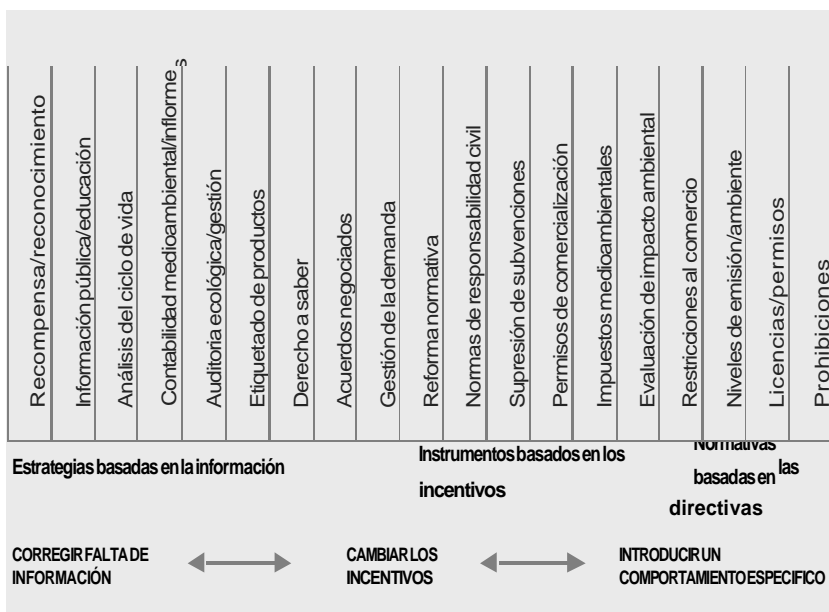 Recompensa/reconocimiento
Información pública/educación
Análisis del ciclo de vida
Contabilidad medioambiental/inflormes
Auditoria ecológica/gestión
Etiquetado de productos
Derecho a saber
Acuerdos negociados
Gestión de la demanda
Reforma normativa
Normas de responsabilidad civil
Supresión de subvenciones
Permisos de comercialización
Impuestos medioambientales
Evaluación de impacto ambiental
Restricdones al comercio
Niveles de emisión/ambiente
Licencias/permisos
Prohibiciones
Estrategias basadas en la información
Instrumentos basados en los
incentivos
Normativas
basadas en las
directivas
CORREGIR FALTA DE
INFORMACIÓN
CAMBIAR LOS
INCENTIVOS
INTRODUCIR UN
COMPORTAMIENTO ESPECIFICO